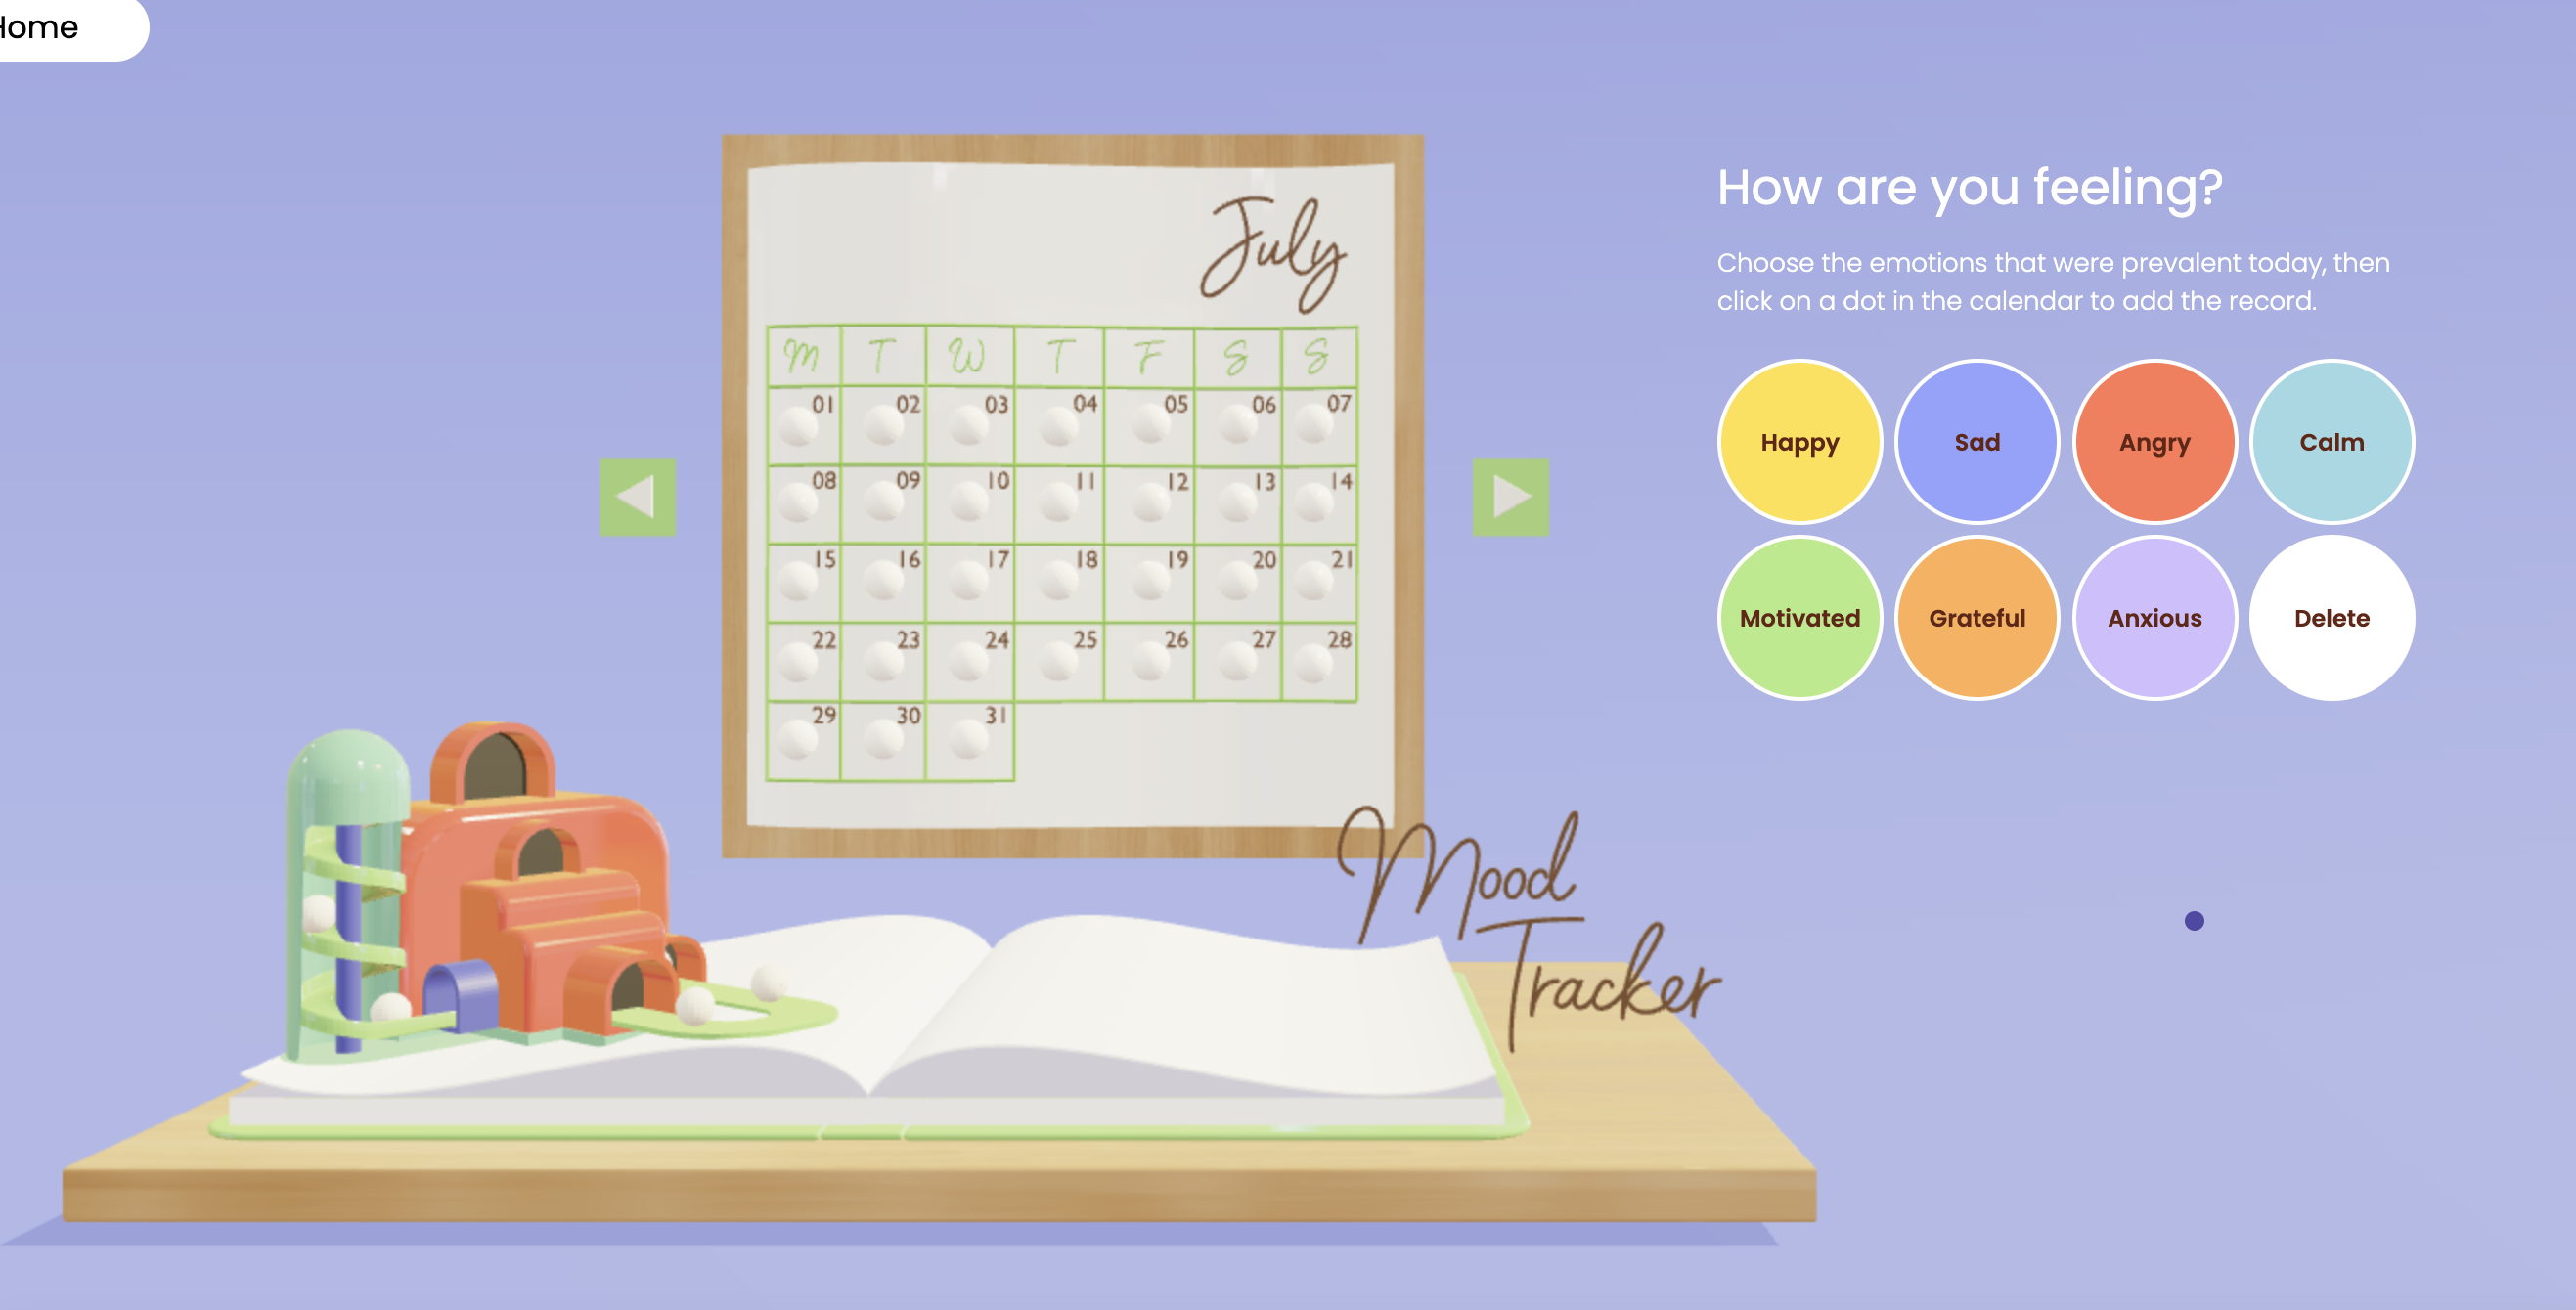 Home
July
M T W T F S S
01 02 03 04 05 06 07
08 09 10 11 12 13 14
15 16 17 18 19 20 21
22 23 24 25 26 27 28
29 30 31
Mood
Tracker
How are you feeling?
Choose the emotions that were prevalent today, then
click on a dot in the calendar to add the record.
Happy Sad Angry Calm
Motivated Grateful Anxious Delete